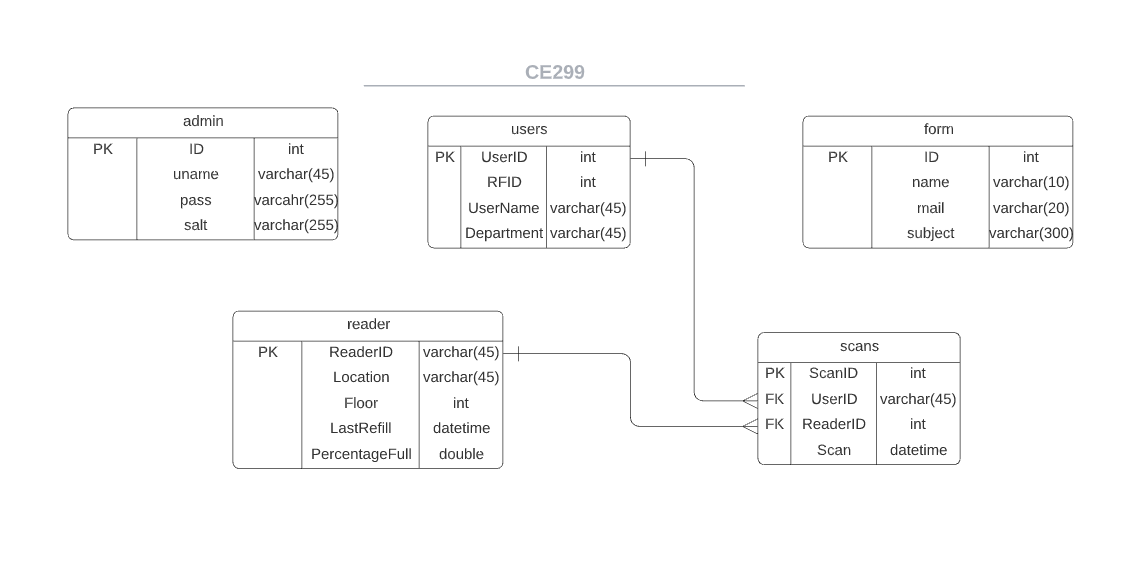 CE299
admin
PK ID int
uname varchar(45)
pass varcahr(255)
salt varchar(255)
users
PK UserID int
RFID int
UserName varchar(45)
Department varchar(45)
form
PK ID int
name varchar(10)
mail varchar(20)
subject varchar(300)
reader
PK ReaderID varchar(45)
Location varchar(45)
Floor int
LastRefill datetime
PercentageFull double
scans
PK ScanID int
FK UserID varchar(45)
FK ReaderID int
Scan datetime